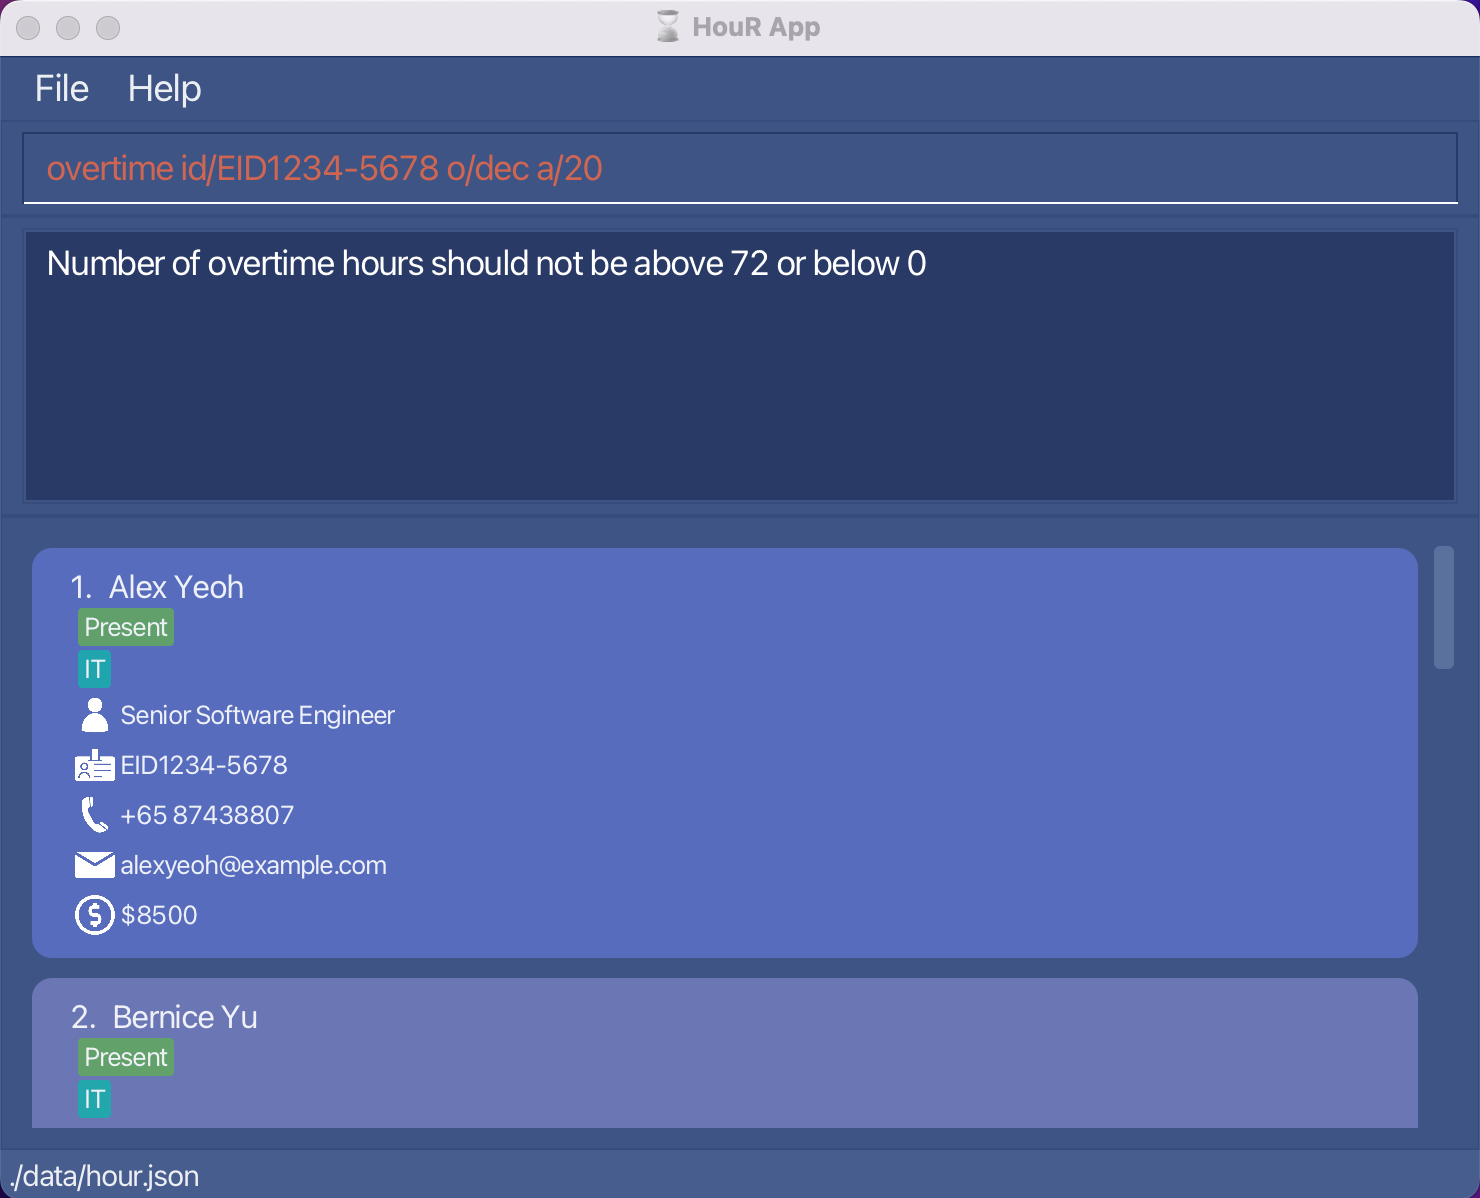 HouR App
File Help
overtime id/EID1234-5678 o/dec a/20
Number of overtime hours should not be above 72 or below 0
1. Alex Yeoh
Present
IT
Senior Software Engineer
EID1234-5678
+65 87438807
alexyeoh@example.com
$8500
2. Bernice Yu
Present
IT
./data/hour.json